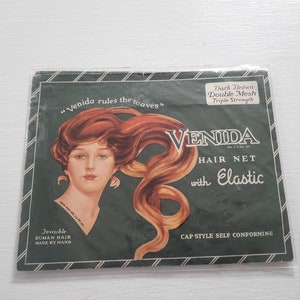 Dark Brown
Double Mesh
Triple Strength
"Venida rules the waves"
VENIDA
HAIR NET
with Elastic
Invisible
HUMAN HAIR
MADE BY HAND
CAP STYLE SELF CONFORMING